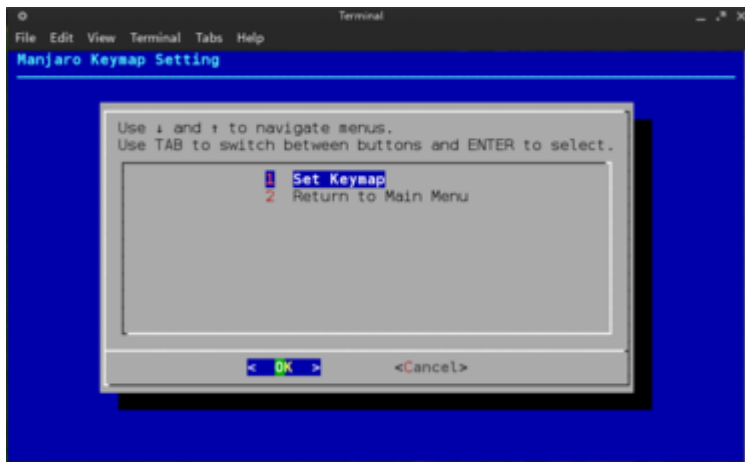 Terminal
File Edit View Terminal Tabs Help
Manjaro Keymap Setting
Use ↓ and ↑ to navigate menus.
Use TAB to switch between buttons and ENTER to select.
1 Set Keymap
2 Return to Main Menu
< OK > <Cancel>